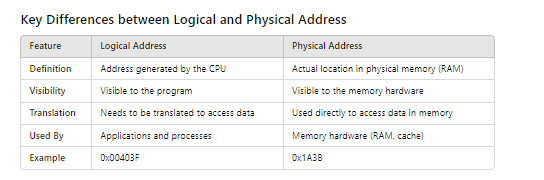 Key Differences between Logical and Physical Address
Feature Logical Address Physical Address
Definition Address generated by the CPU Actual location in physical memory (RAM)
Visibility Visible to the program Visible to the memory hardware
Translation Needs to be translated to access data Used directly to access data in memory
Used By Applications and processes Memory hardware (RAM, cache)
Example 0x00403F 0x1A3B